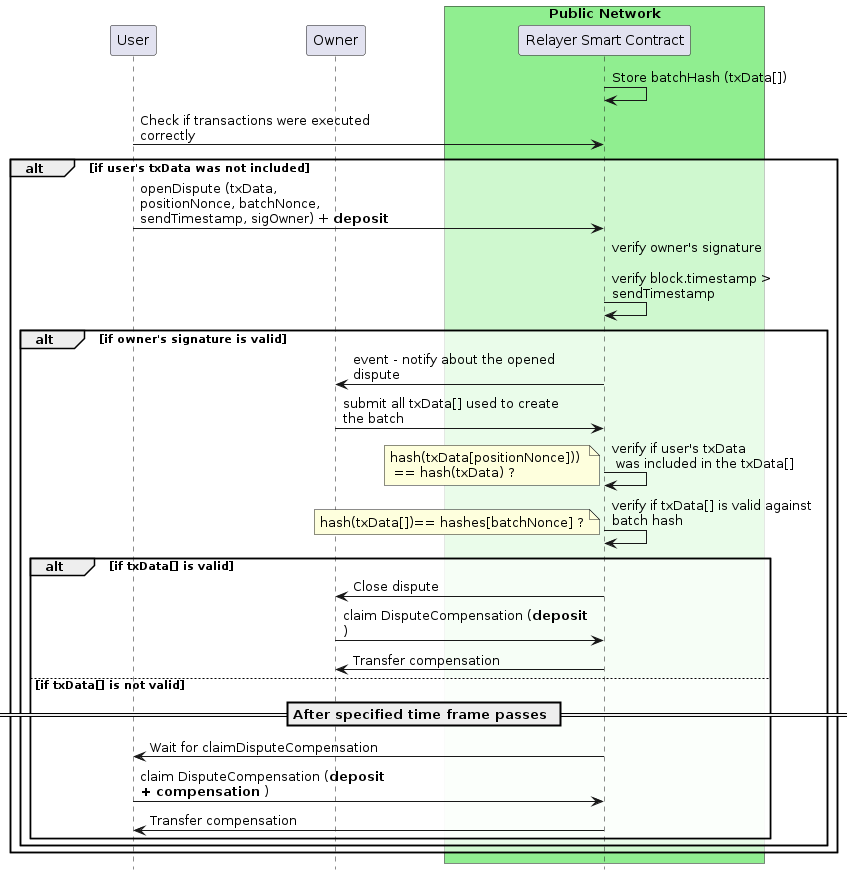 Public Network
User
Owner
Relayer Smart Contract
Store batchHash (txData[])
Check if transactions were executed
correctly
alt
[if user's txData was not included]
openDispute (txData,
positionNonce, batchNonce,
sendTimestamp, sigOwner) + deposit
verify owner's signature
verify block.timestamp >
sendTimestamp
alt
[if owner's signature is valid]
event - notify about the opened
dispute
submit all txData[] used to create
the batch
hash(txData[positionNonce]))
== hash(txData) ?
verify if user's txData
was included in the txData[]
hash(txData[])== hashes[batchNonce] ?
verify if txData[] is valid against
batch hash
alt
[if txData[] is valid]
Close dispute
claim DisputeCompensation (deposit
)
Transfer compensation
[if txData[] is not valid]
After specified time frame passes
Wait for claimDisputeCompensation
claim DisputeCompensation (deposit
+ compensation )
Transfer compensation